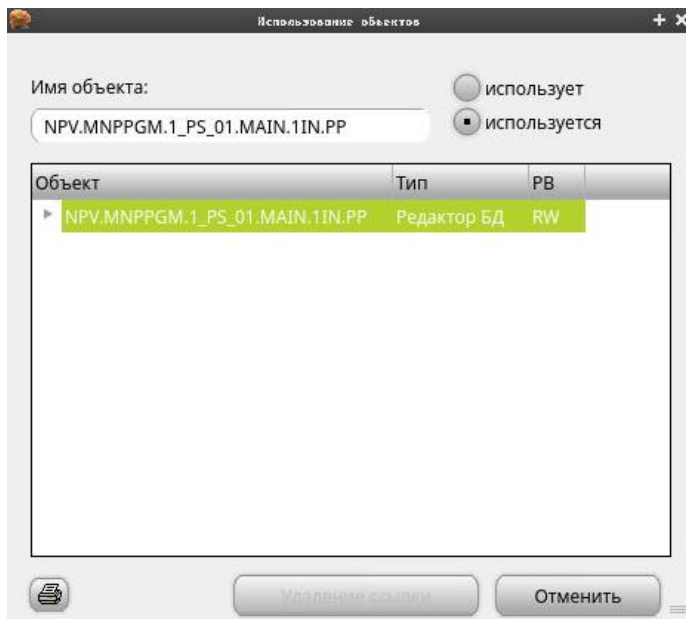 Использование объектов
Имя объекта:
использует
NPV.MNPPGM.1_PS_01.MAIN.1IN.PP
используется
Объект Тип РВ
NPV.MNPPGM.1_PS_01.MAIN.1IN.PP Редактор БД RW
Удаление ссылки Отменить